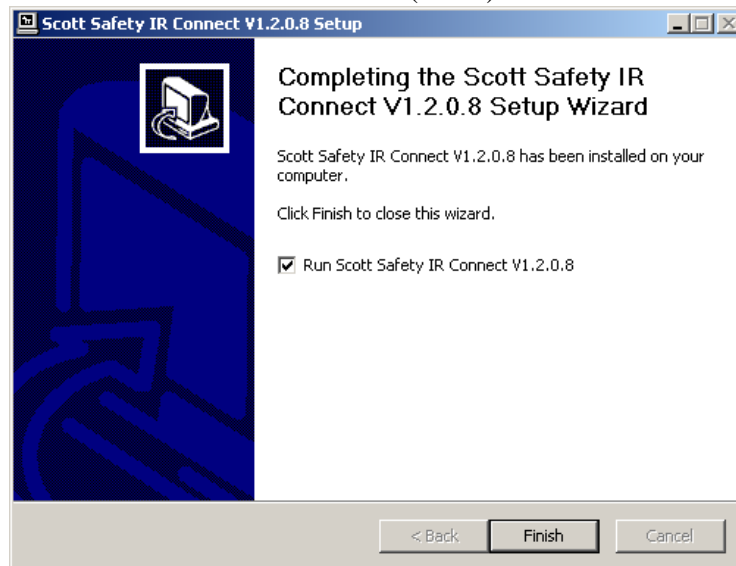 Scott Safety IR Connect V1.2.0.8 Setup
Completing the Scott Safety IR
Connect V1.2.0.8 Setup Wizard
Scott Safety IR Connect V1.2.0.8 has been installed on your
computer.
Click Finish to close this wizard.
Run Scott Safety IR Connect V1.2.0.8
< Back Finish Cancel